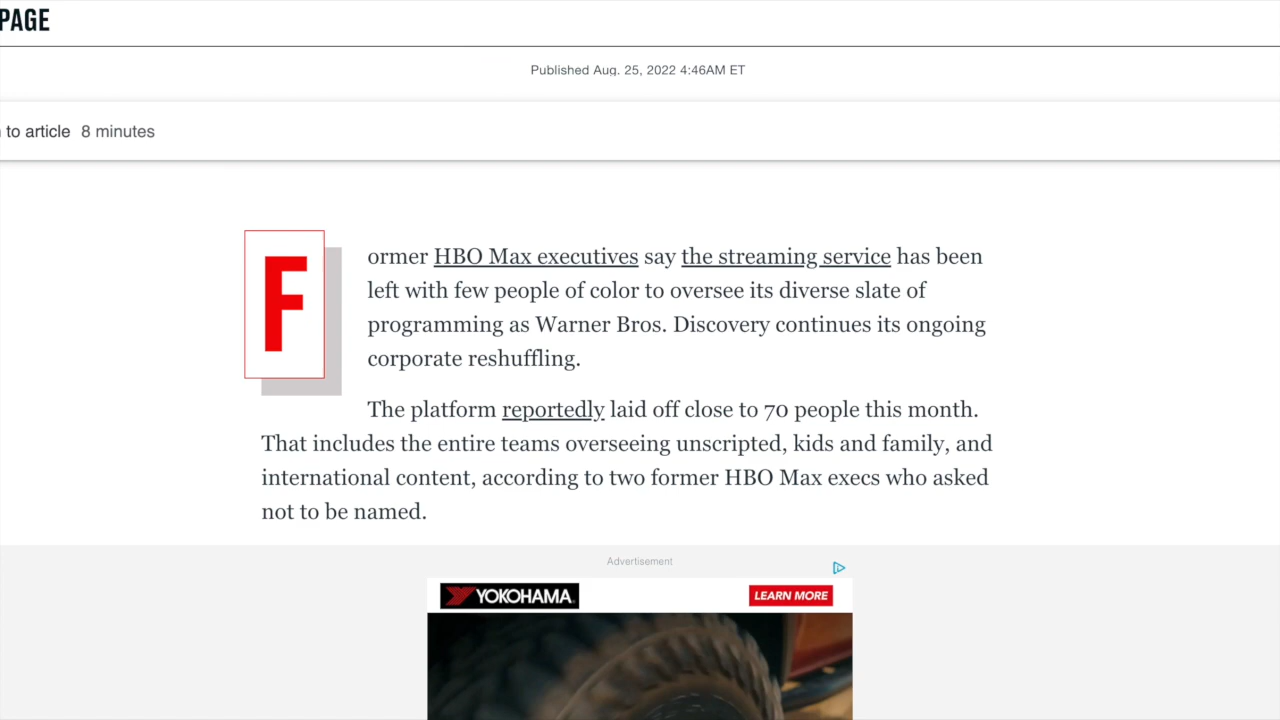 PAGE
Published Aug. 25, 2022 4:46AM ET
to article 8 minutes
Former HBO Max executives say the streaming service has been
left with few people of color to oversee its diverse slate of
programming as Warner Bros. Discovery continues its ongoing
corporate reshuffling.
The platform reportedly laid off close to 70 people this month.
That includes the entire teams overseeing unscripted, kids and family, and
international content, according to two former HBO Max execs who asked
not to be named.
Advertisement
YOKOHAMA
LEARN MORE